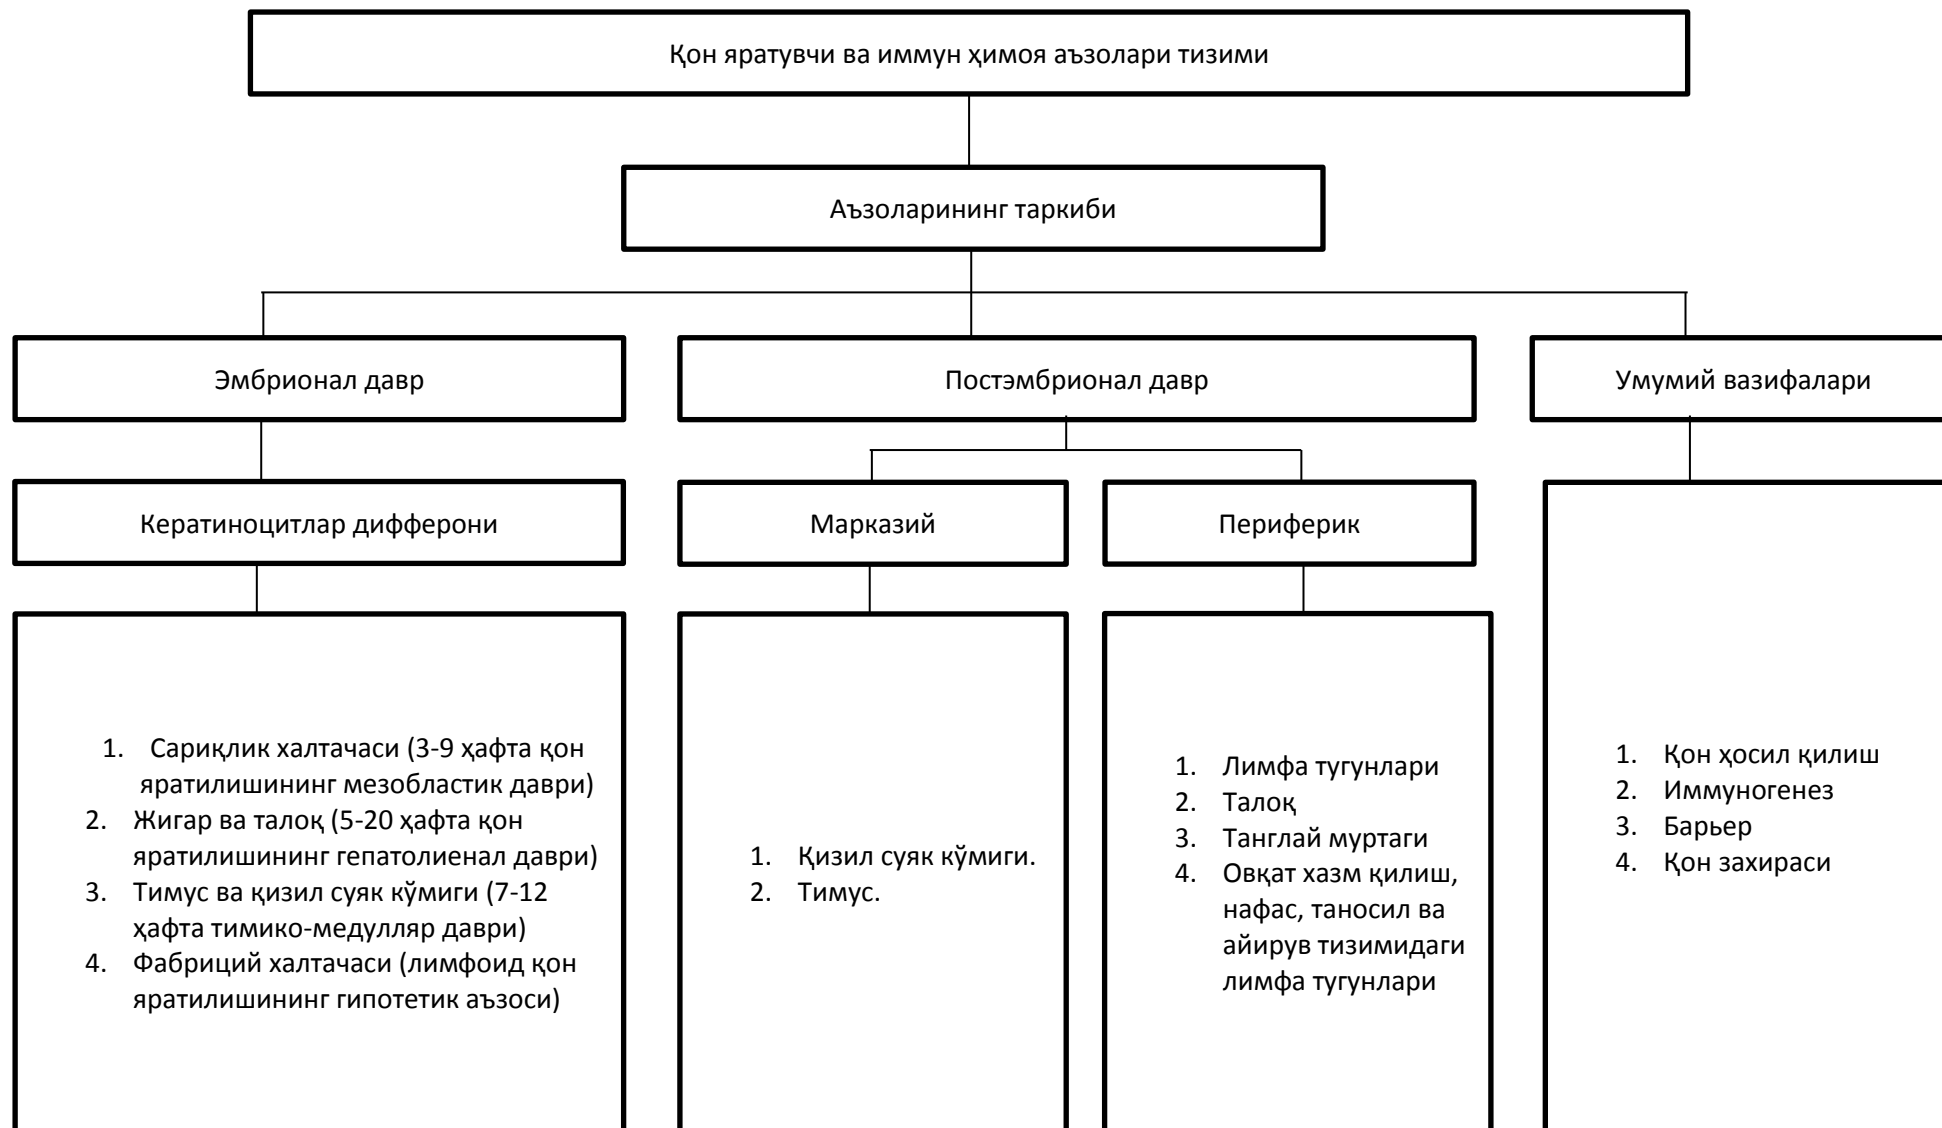 Қон яратувчи ва иммун ҳимоя аъзолари тизими
Аъзоларининг таркиби
Эмбрионал давр
Постэмбрионал давр
Умумий вазифалари
Кератиноцитлар дифферони
Марказий
Периферик
1. Сариқлик халтачаси (3-9 ҳафта қон
яратилишининг мезобластик даври)
2. Жигар ва талоқ (5-20 ҳафта қон
яратилишининг гепатолиенал даври)
3. Тимус ва қизил суяк кўмиги (7-12
ҳафта тимико-медулляр даври)
4. Фабриций халтачаси (лимфоид қон
яратилишининг гипотетик аъзоси)
1. Қизил суяк кўмиги.
2. Тимус.
1. Лимфа тугунлари
2. Талоқ
3. Танглай муртаги
4. Овқат хазм қилиш,
нафас, таносил ва
айирув тизимидаги
лимфа тугунлари
1. Қон ҳосил қилиш
2. Иммуногенез
3. Барьер
4. Қон захираси